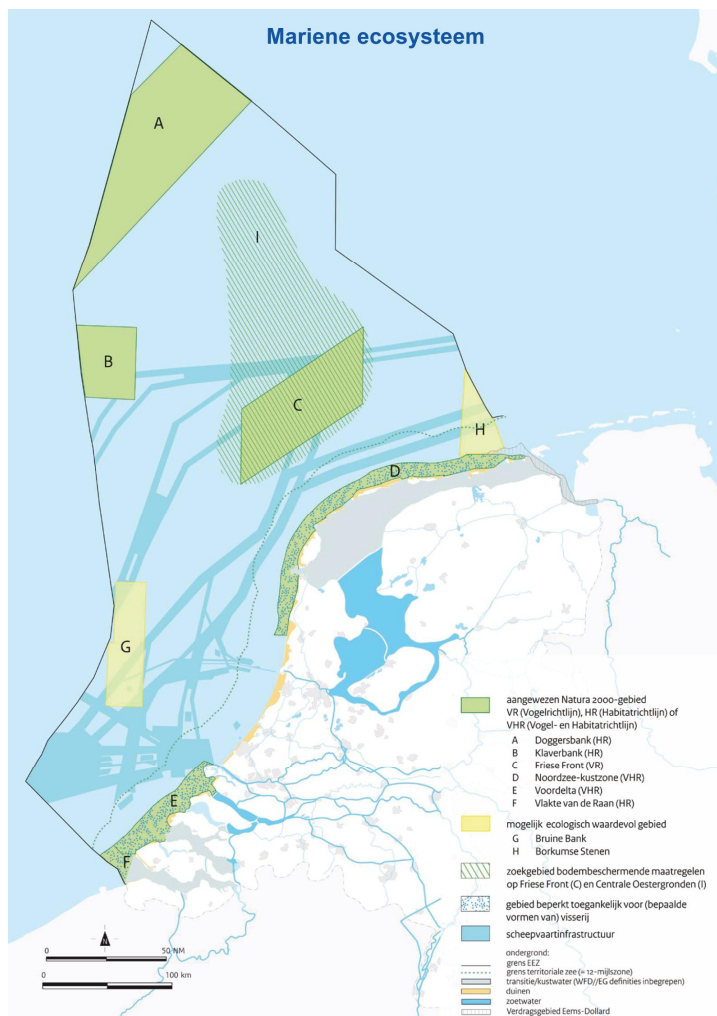 Mariene ecosysteem
A
I
B
C
H
D
G
E
F
aangewezen Natura 2000-gebied
VR (Vogelrichtlijn), HR (Habitatrichtlijn) of
VHR (Vogel- en Habitatrichtlijn)
A Doggersbank (HR)
B Klaverbank (HR)
C Friese Front (VR)
D Noordzee-kustzone (VHR)
E Voordelta (VHR)
F Vlakte van de Raan (HR)
mogelijk ecologisch waardevol gebied
G Bruine Bank
H Borkumse Stenen
zoekgebied bodembeschermende maatregelen
op Friese Front (C) en Centrale Oestergronden (I)
gebied beperkt toegankelijk voor (bepaalde
vormen van) visserij
scheepvaartinfrastructuur
ondergrond:
grens EEZ
grens territoriale zee (= 12-mijlszone)
transitie/kustwater (WFD//EG definities inbegrepen)
duinen
zoetwater
Verdragsgebied Eems-Dollard
N
0 50 NM
0 100 km